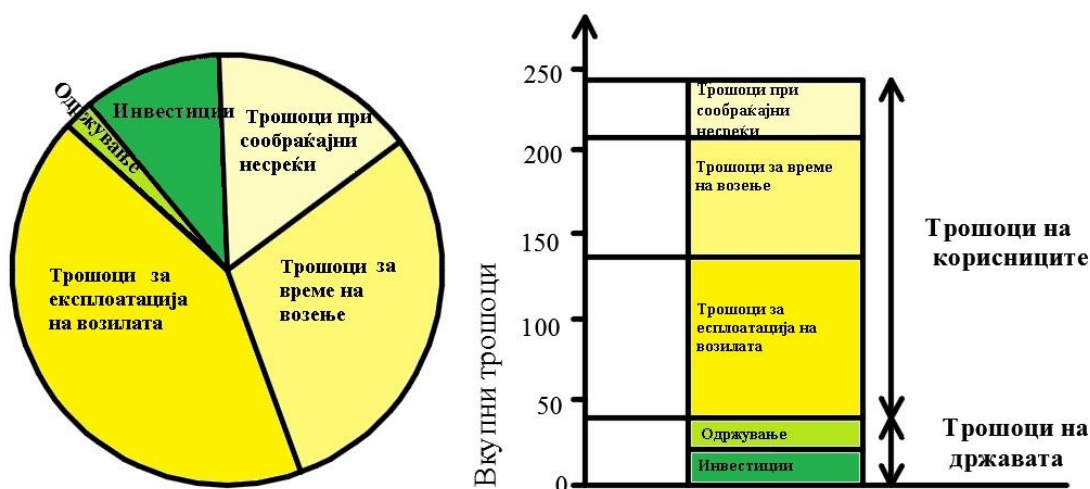 Одржување
Инвестиции
Трошоци при
сообраќајни
несреќи
Трошоци за
експлоатација
на возилата
Трошоци за
време на
возење
Вкупни трошоци
250
200
150
100
50
0
Трошоци при
сообраќајни
несреќи
Трошоци за време
на возење
Трошоци за
есплоатација на
возилата
Одржување
Инвестиции
Трошоци на
корисниците
Трошоци на
државата